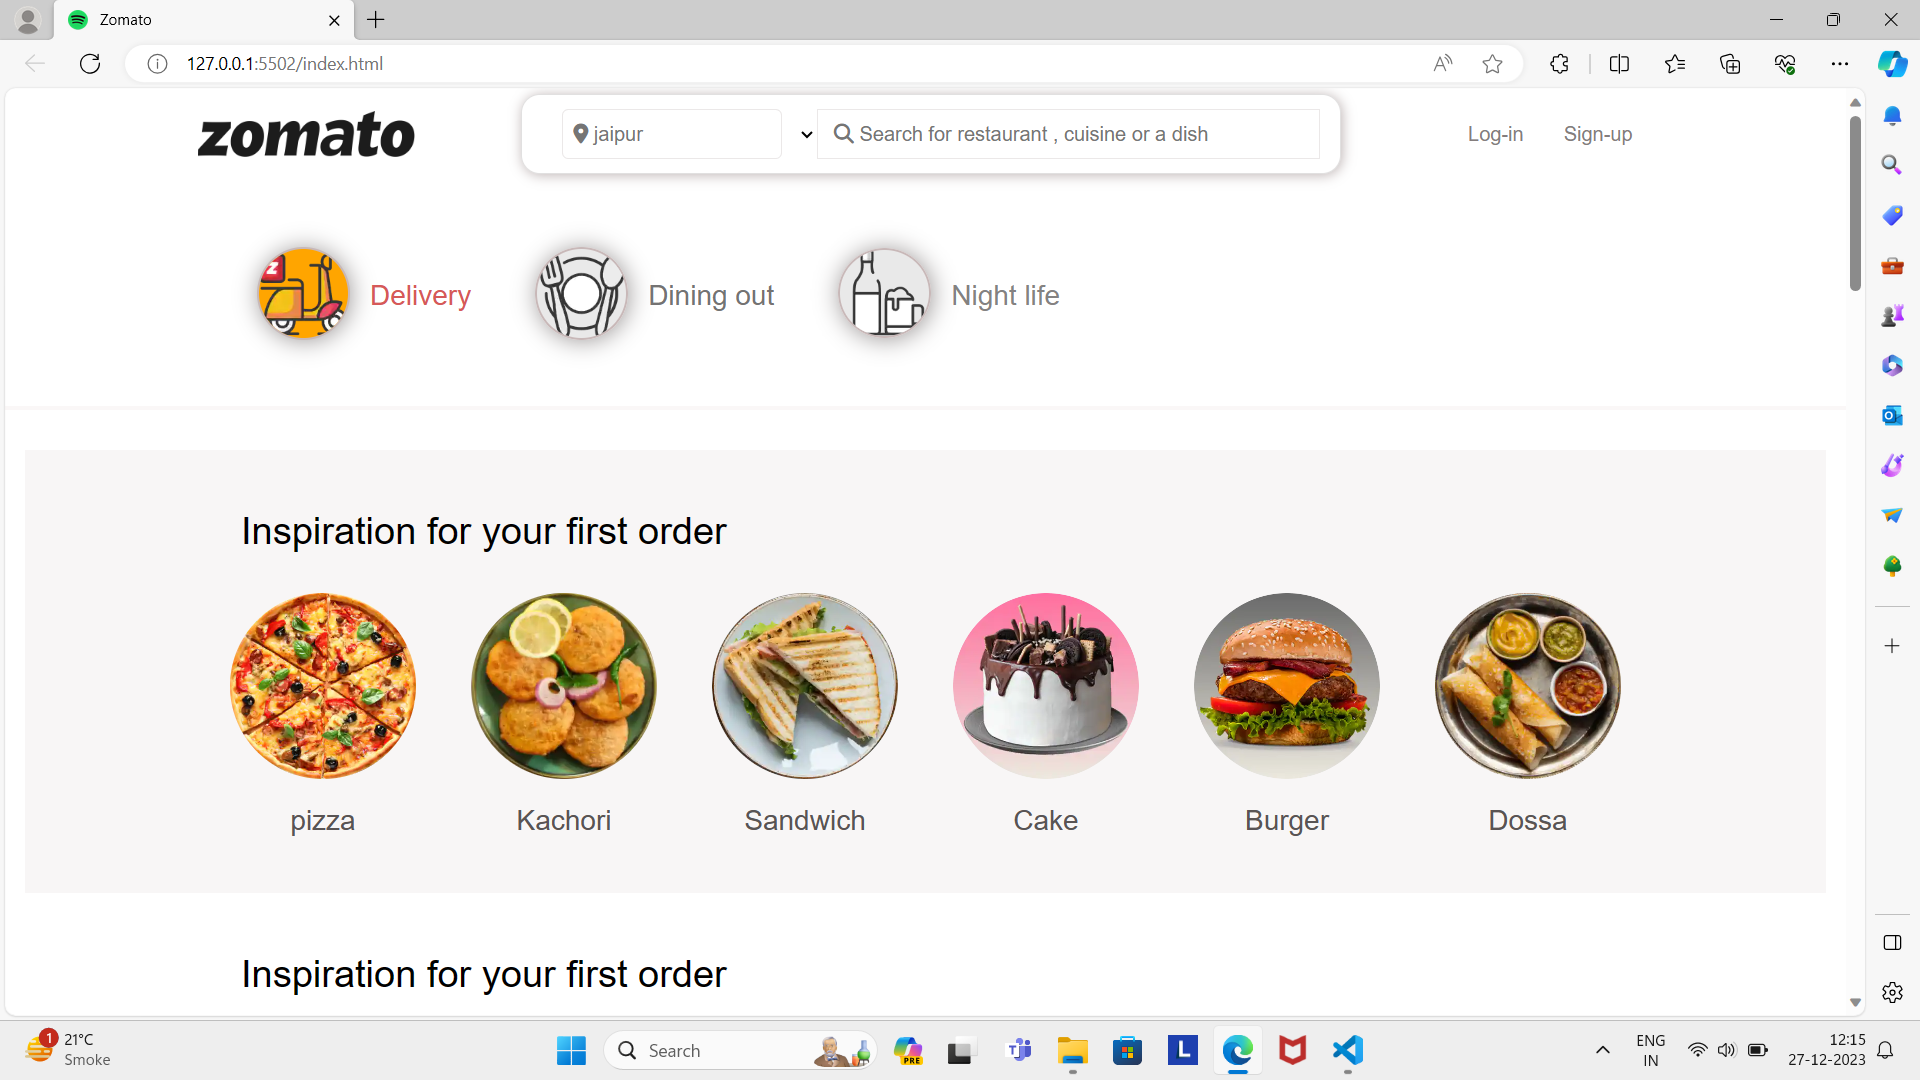 Zomato
127.0.0.1:5502/index.html
zomato
jaipur
Search for restaurant , cuisine or a dish
Log-in
Sign-up
Delivery
Dining out
Night life
Inspiration for your first order
pizza
Kachori
Sandwich
Cake
Burger
Dossa
Inspiration for your first order
1
21°C
Smoke
Search
PRE
L
ENG
IN
12:15
27-12-2023